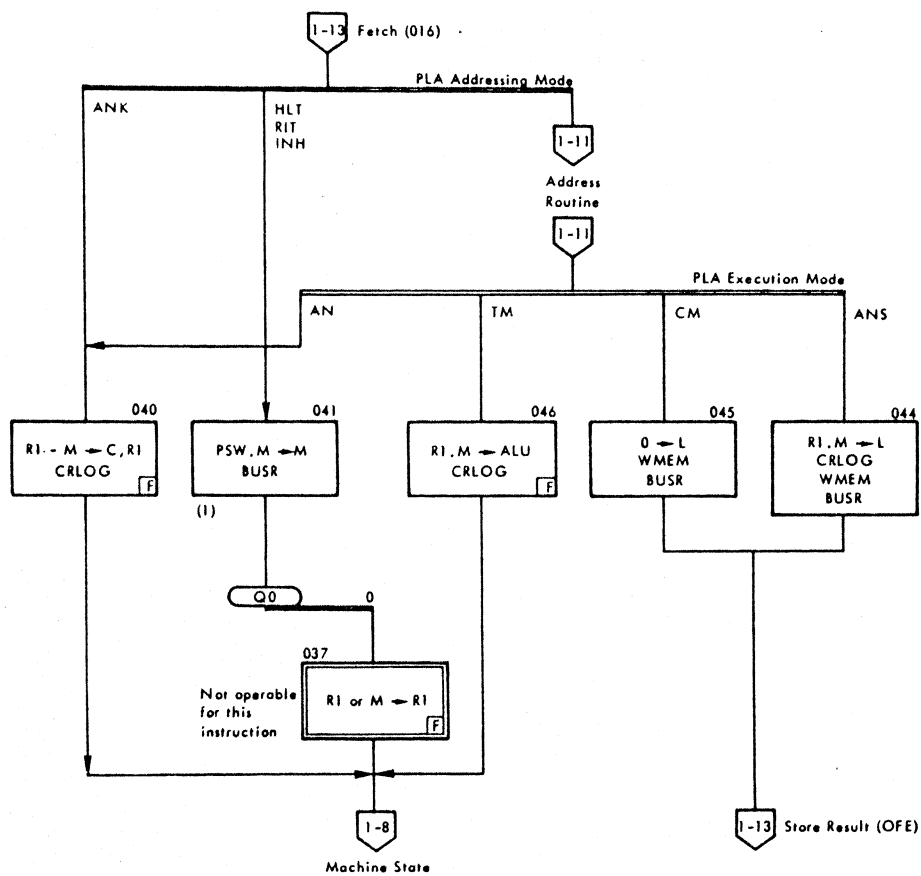 1-13 Fetch (016)
PLA Addressing Mode
ANK
HLT
RIT
INH
1-11
Address
Routine
1-11
PLA Execution Mode
AN
TM
CM
ANS
040
R1 - M → C, R1
CRLOG
F
041
PSW, M → M
BUSR
(1)
046
R1, M → ALU
CRLOG
F
045
0 → L
WMEM
BUSR
044
R1, M → L
CRLOG
WMEM
BUSR
Q0
0
037
R1 or M → R1
F
Not operable
for this
instruction
1-8
Machine State
1-13 Store Result (OFE)